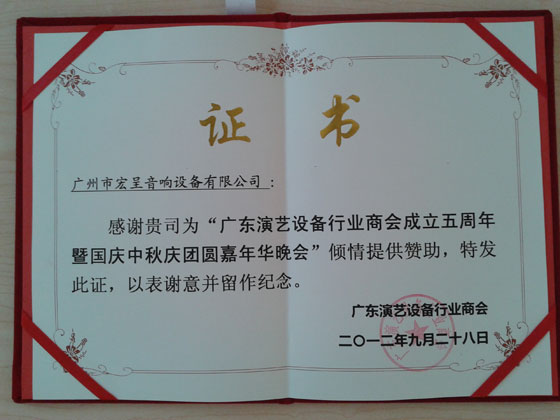 证书
广州市宏呈音响设备有限公司：
感谢贵司为“广东演艺设备行业商会成立五周年
暨国庆中秋庆团圆嘉年华晚会”倾情提供赞助，特发
此证，以表谢意并留作纪念。
广东演艺设备行业商会
二〇一二年九月二十八日